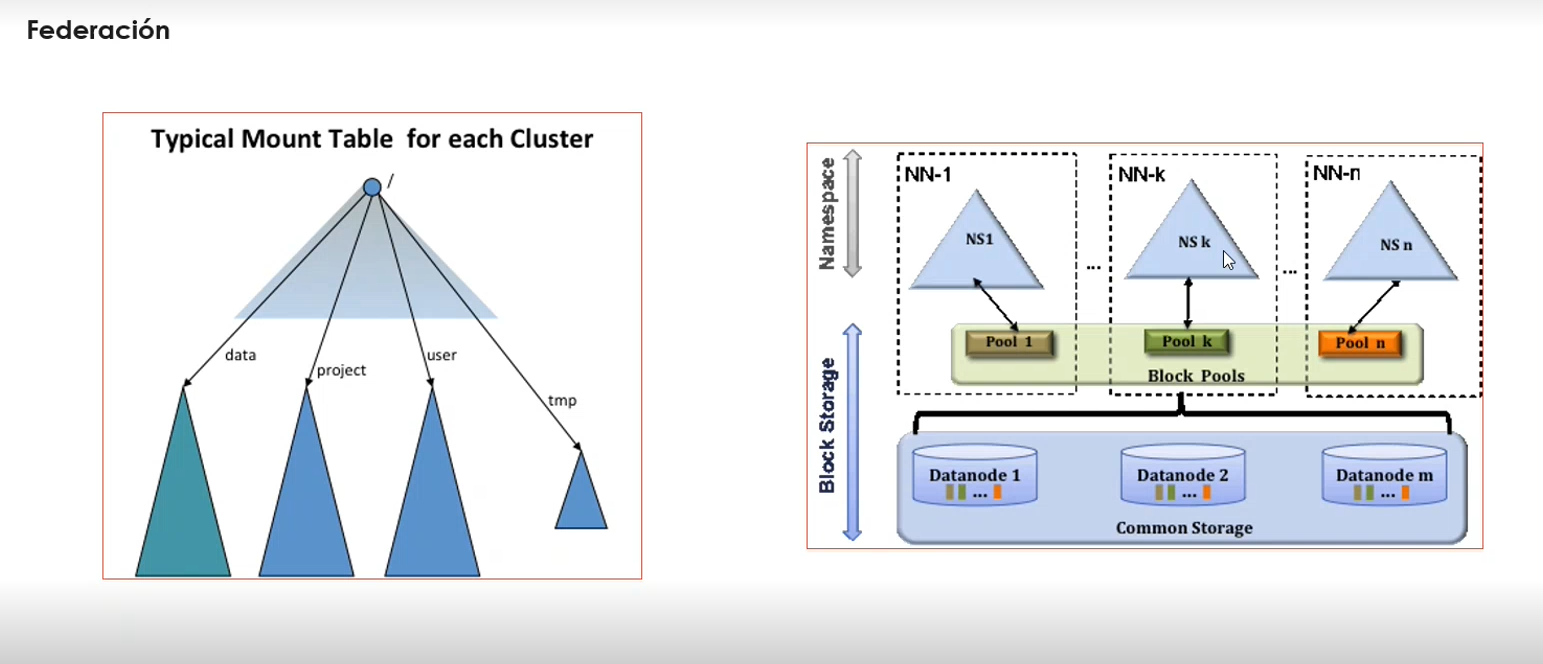 Federación
Typical Mount Table for each Cluster
/
data
project
user
tmp
Namespace
NN-1
NN-k
NN-n
NS1
NS k
NS n
...
...
Block Storage
Pool 1
Pool k
Pool n
Block Pools
Datanode 1
Datanode 2
Datanode m
...
...
...
Common Storage